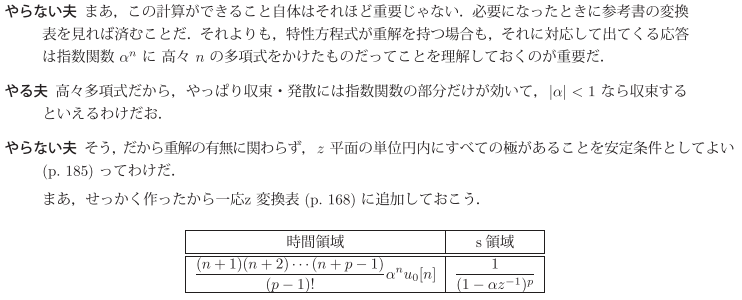 やらない夫 まあ，この計算ができること自体はそれほど重要じゃない．必要になったときに参考書の変換
表を見れば済むことだ．それよりも，特性方程式が重解を持つ場合も，それに対応して出てくる応答
は指数関数 αⁿ に 高々 n の多項式をかけたものだってことを理解しておくのが重要だ．
やる夫 高々多項式だから，やっぱり収束・発散には指数関数の部分だけが効いて，|α| < 1 なら収束する
といえるわけだお．
やらない夫 そう，だから重解の有無に関わらず，z 平面の単位円内にすべての極があることを安定条件としてよい
(p. 185) ってわけだ．
まあ，せっかく作ったから一応z 変換表 (p. 168) に追加しておこう．
時間領域 s 領域
(n + 1)(n + 2) ⋯ (n + p − 1)/(p − 1)! αⁿu₀[n] 1/(1 − αz⁻¹)ᵖ